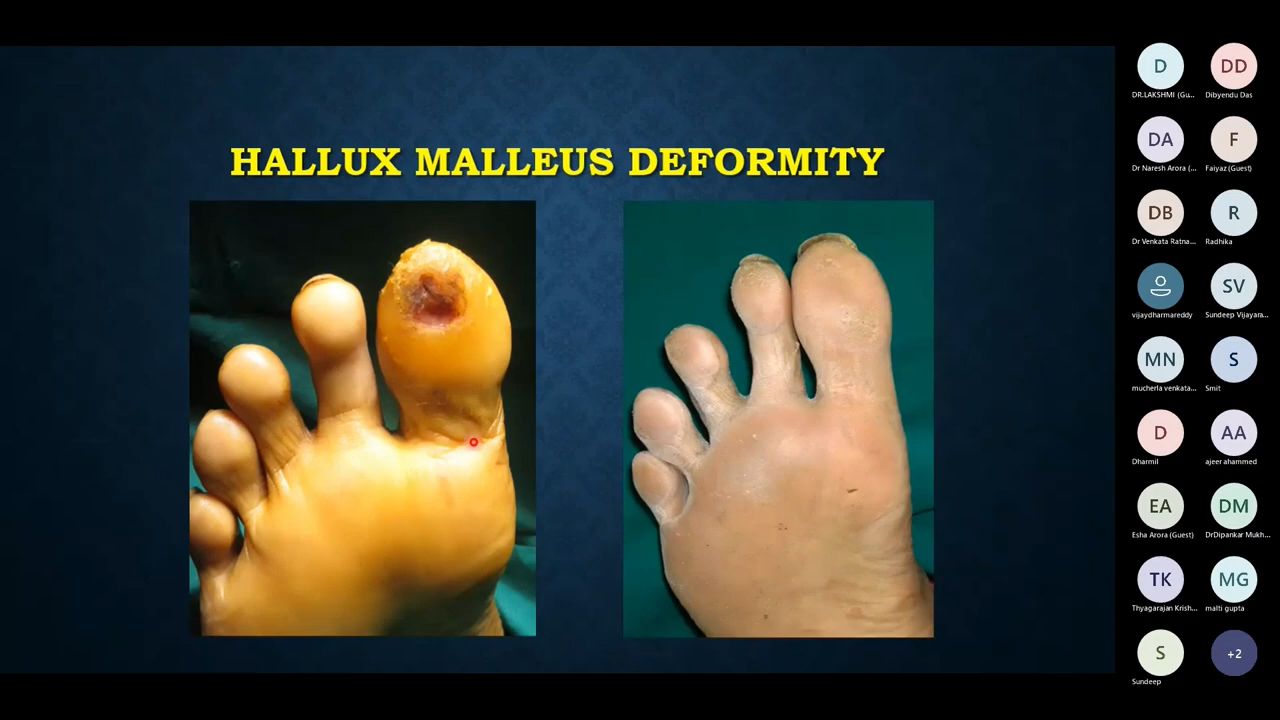 HALLUX MALLEUS DEFORMITY
D
DD
DR.LAKSHMI (Gu...
Dibyendu Das
DA
F
Dr Naresh Arora (...
Faiyaz (Guest)
DB
R
Dr Venkata Ratna...
Radhika
SV
vijaydharmareddy
Sundeep Vijayara...
MN
S
mucherla venkata...
Smit
D
AA
Dharmil
ajeer ahammed
EA
DM
Esha Arora (Guest)
DrDipankar Mukh...
TK
MG
Thyagarajan Krish...
malti gupta
S
+2
Sundeep